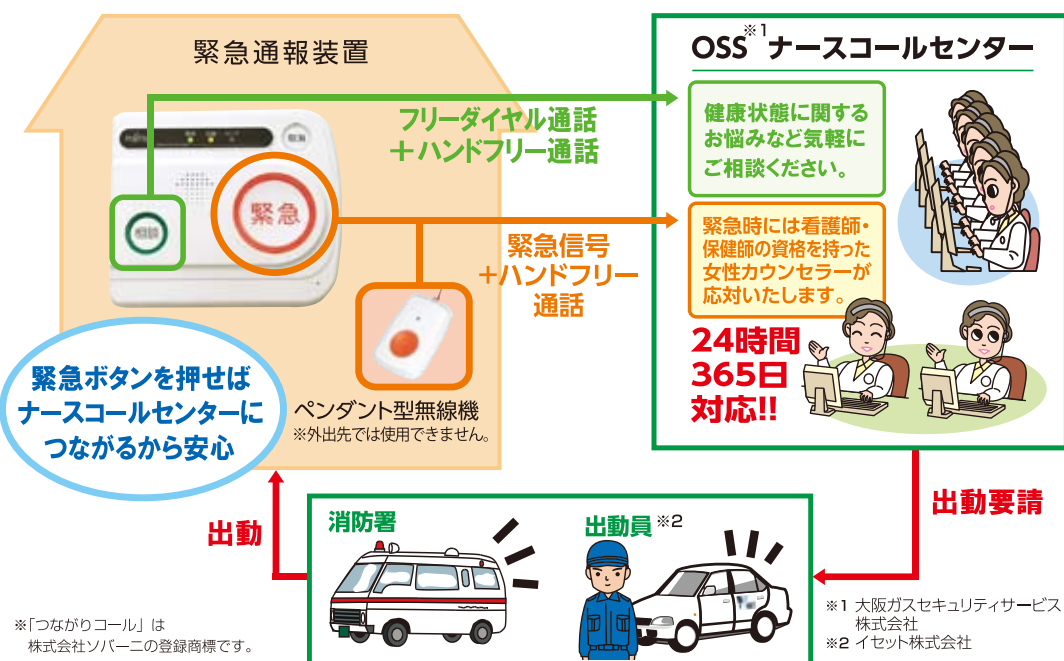 緊急通報装置
OSS※1ナースコールセンター
フリーダイヤル通話
＋ハンドフリー通話
健康状態に関する
お悩みなど気軽に
ご相談ください。
相談
緊急
緊急信号
＋ハンドフリー
通話
緊急時には看護師・
保健師の資格を持った
女性カウンセラーが
応対いたします。
24時間
365日
対応!!
緊急ボタンを押せば
ナースコールセンターに
つながるから安心
ペンダント型無線機
※外出先では使用できません。
出動
消防署
出動員※2
出動要請
※「つながりコール」は
株式会社ソバーニの登録商標です。
※1 大阪ガスセキュリティサービス
株式会社
※2 イセット株式会社